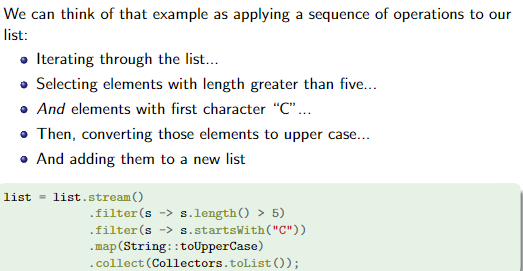 We can think of that example as applying a sequence of operations to our
list:
Iterating through the list...
Selecting elements with length greater than five...
And elements with first character “C”...
Then, converting those elements to upper case...
And adding them to a new list
list = list.stream()
.filter(s -> s.length() > 5)
.filter(s -> s.startsWith("C"))
.map(String::toUpperCase)
.collect(Collectors.toList());